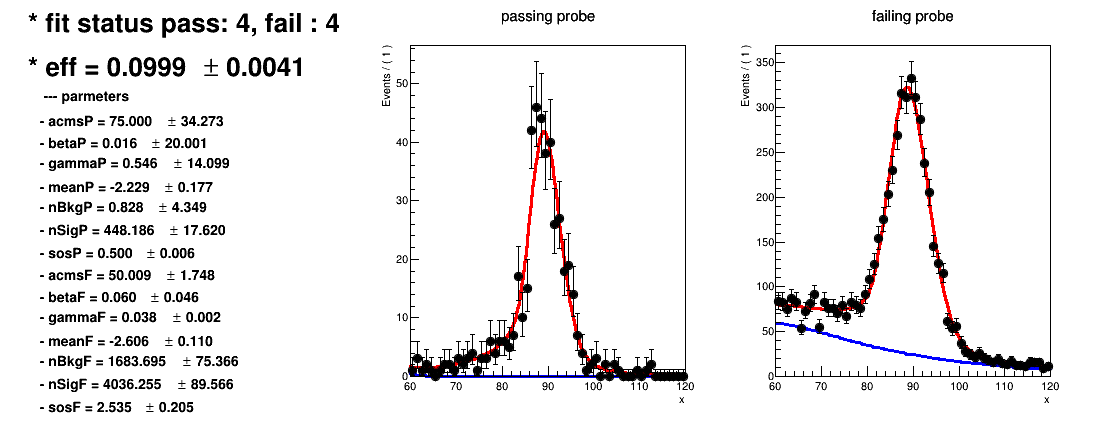 * fit status pass: 4, fail : 4
* eff = 0.0999 ± 0.0041
--- parmeters
- acmsP = 75.000 ± 34.273
- betaP = 0.016 ± 20.001
- gammaP = 0.546 ± 14.099
- meanP = -2.229 ± 0.177
- nBkgP = 0.828 ± 4.349
- nSigP = 448.186 ± 17.620
- sosP = 0.500 ± 0.006
- acmsF = 50.009 ± 1.748
- betaF = 0.060 ± 0.046
- gammaF = 0.038 ± 0.002
- meanF = -2.606 ± 0.110
- nBkgF = 1683.695 ± 75.366
- nSigF = 4036.255 ± 89.566
- sosF = 2.535 ± 0.205
passing probe
Events / ( 1 )
50
40
30
20
10
0
60 70 80 90 100 110 120
x
failing probe
Events / ( 1 )
350
300
250
200
150
100
50
0
60 70 80 90 100 110 120
x